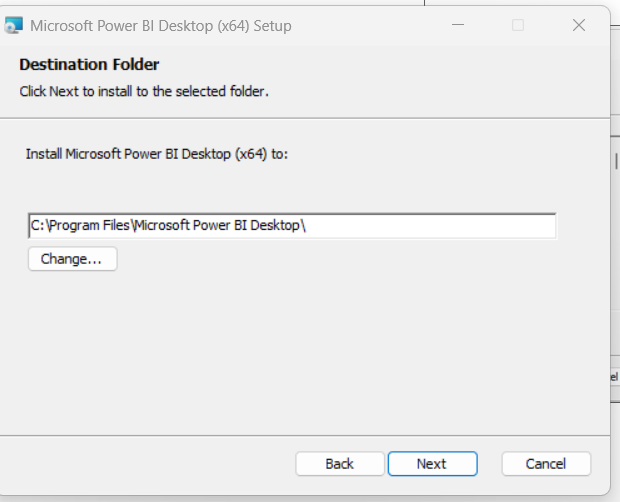 Microsoft Power BI Desktop (x64) Setup
Destination Folder
Click Next to install to the selected folder.
Install Microsoft Power BI Desktop (x64) to:
C:\Program Files\Microsoft Power BI Desktop\
Change...
Back
Next
Cancel
el